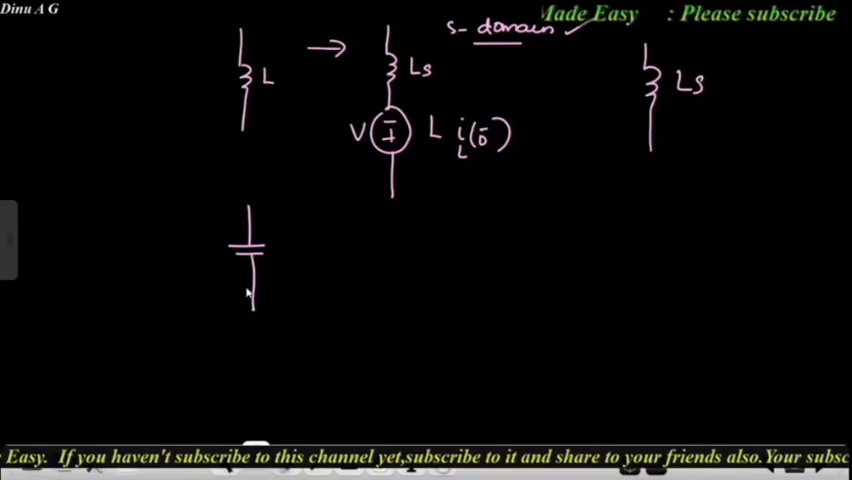 Dinu A G
Made Easy : Please subscribe
s-domain
L
Ls
Ls
V
L i_L(0⁻)
Easy. If you haven't subscribe to this channel yet,subscribe to it and share to your friends also.Your subsc